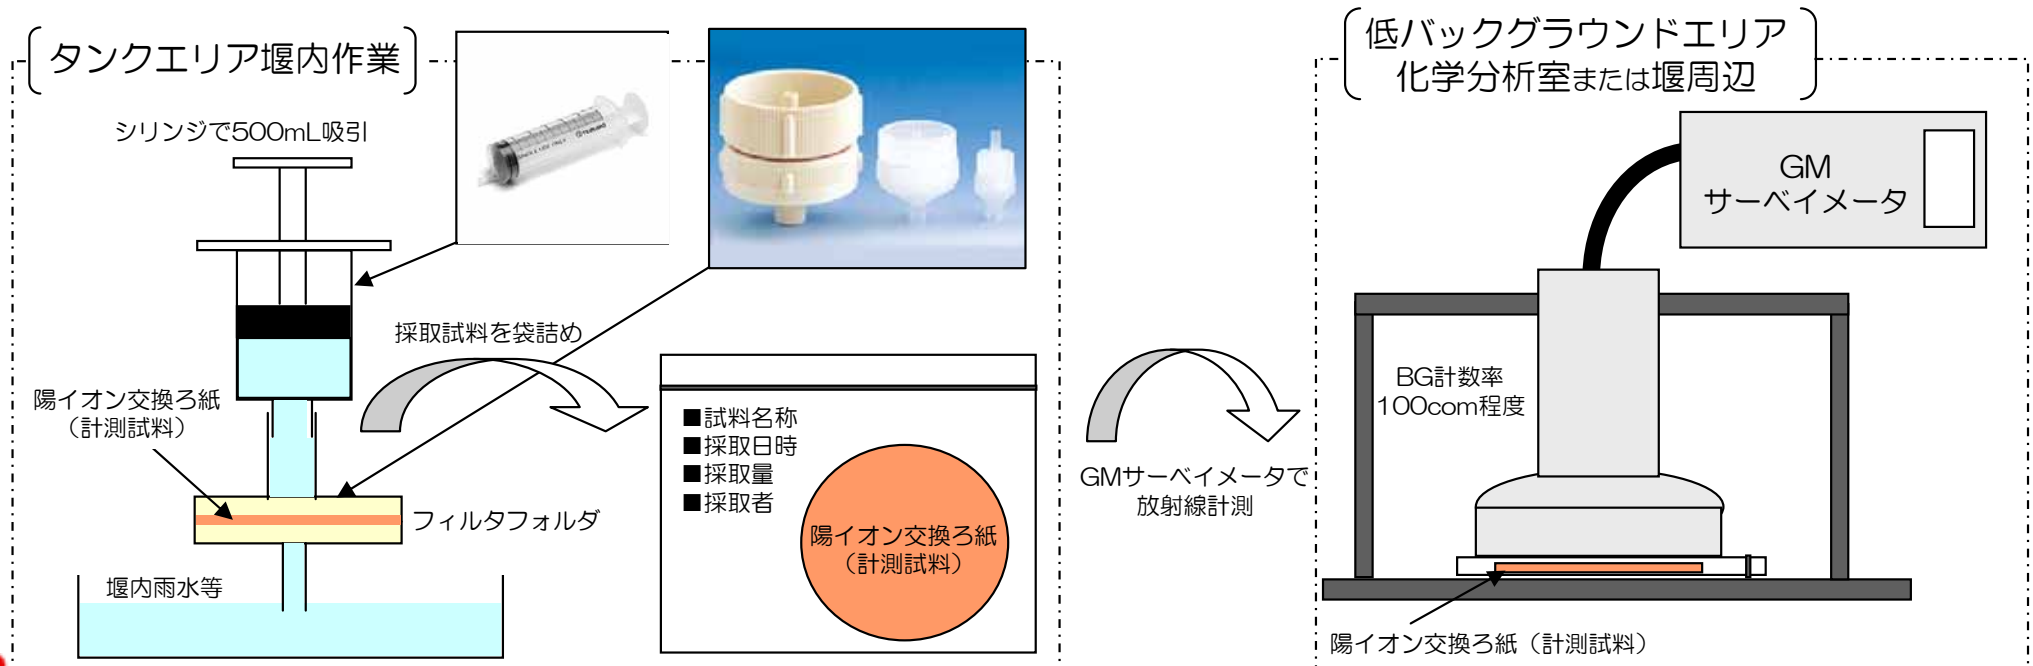 タンクエリア堰内作業
シリンジで500mL吸引
採取試料を袋詰め
陽イオン交換ろ紙
（計測試料）
フィルタフォルダ
堰内雨水等
■試料名称
■採取日時
■採取量
■採取者
陽イオン交換ろ紙
（計測試料）
GMサーベイメータで
放射線計測
低バックグラウンドエリア
化学分析室または堰周辺
GM
サーベイメータ
BG計数率
100com程度
陽イオン交換ろ紙（計測試料）